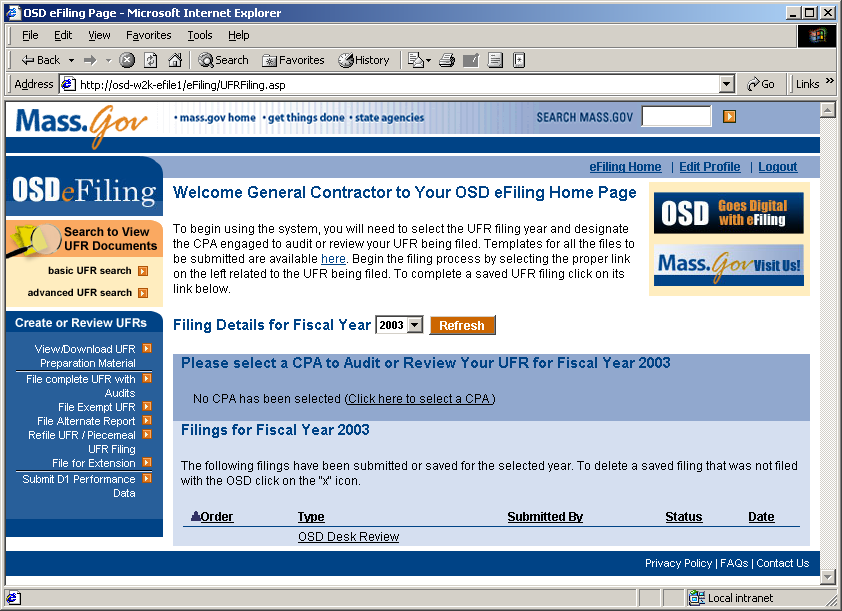 OSD eFiling Page - Microsoft Internet Explorer
File Edit View Favorites Tools Help
Back Search Favorites History
Address http://osd-w2k-efile1/eFiling/UFRFiling.asp Go Links »
Mass.Gov • mass.gov home • get things done • state agencies SEARCH MASS.GOV
eFiling Home | Edit Profile | Logout
OSDeFiling
Search to View
UFR Documents
basic UFR search
advanced UFR search
Create or Review UFRs
View/Download UFR
Preparation Material
File complete UFR with
Audits
File Exempt UFR
File Alternate Report
Refile UFR / Piecemeal
UFR Filing
File for Extension
Submit D1 Performance
Data
Welcome General Contractor to Your OSD eFiling Home Page
To begin using the system, you will need to select the UFR filing year and designate
the CPA engaged to audit or review your UFR being filed. Templates for all the files to
be submitted are available here. Begin the filing process by selecting the proper link
on the left related to the UFR being filed. To complete a saved UFR filing click on its
link below.
OSD Goes Digital
with eFiling
Mass.Gov Visit Us!
Filing Details for Fiscal Year 2003 Refresh
Please select a CPA to Audit or Review Your UFR for Fiscal Year 2003
No CPA has been selected (Click here to select a CPA )
Filings for Fiscal Year 2003
The following filings have been submitted or saved for the selected year. To delete a saved filing that was not filed
with the OSD click on the "x" icon.
Order Type Submitted By Status Date
OSD Desk Review
Privacy Policy | FAQs | Contact Us
Local intranet